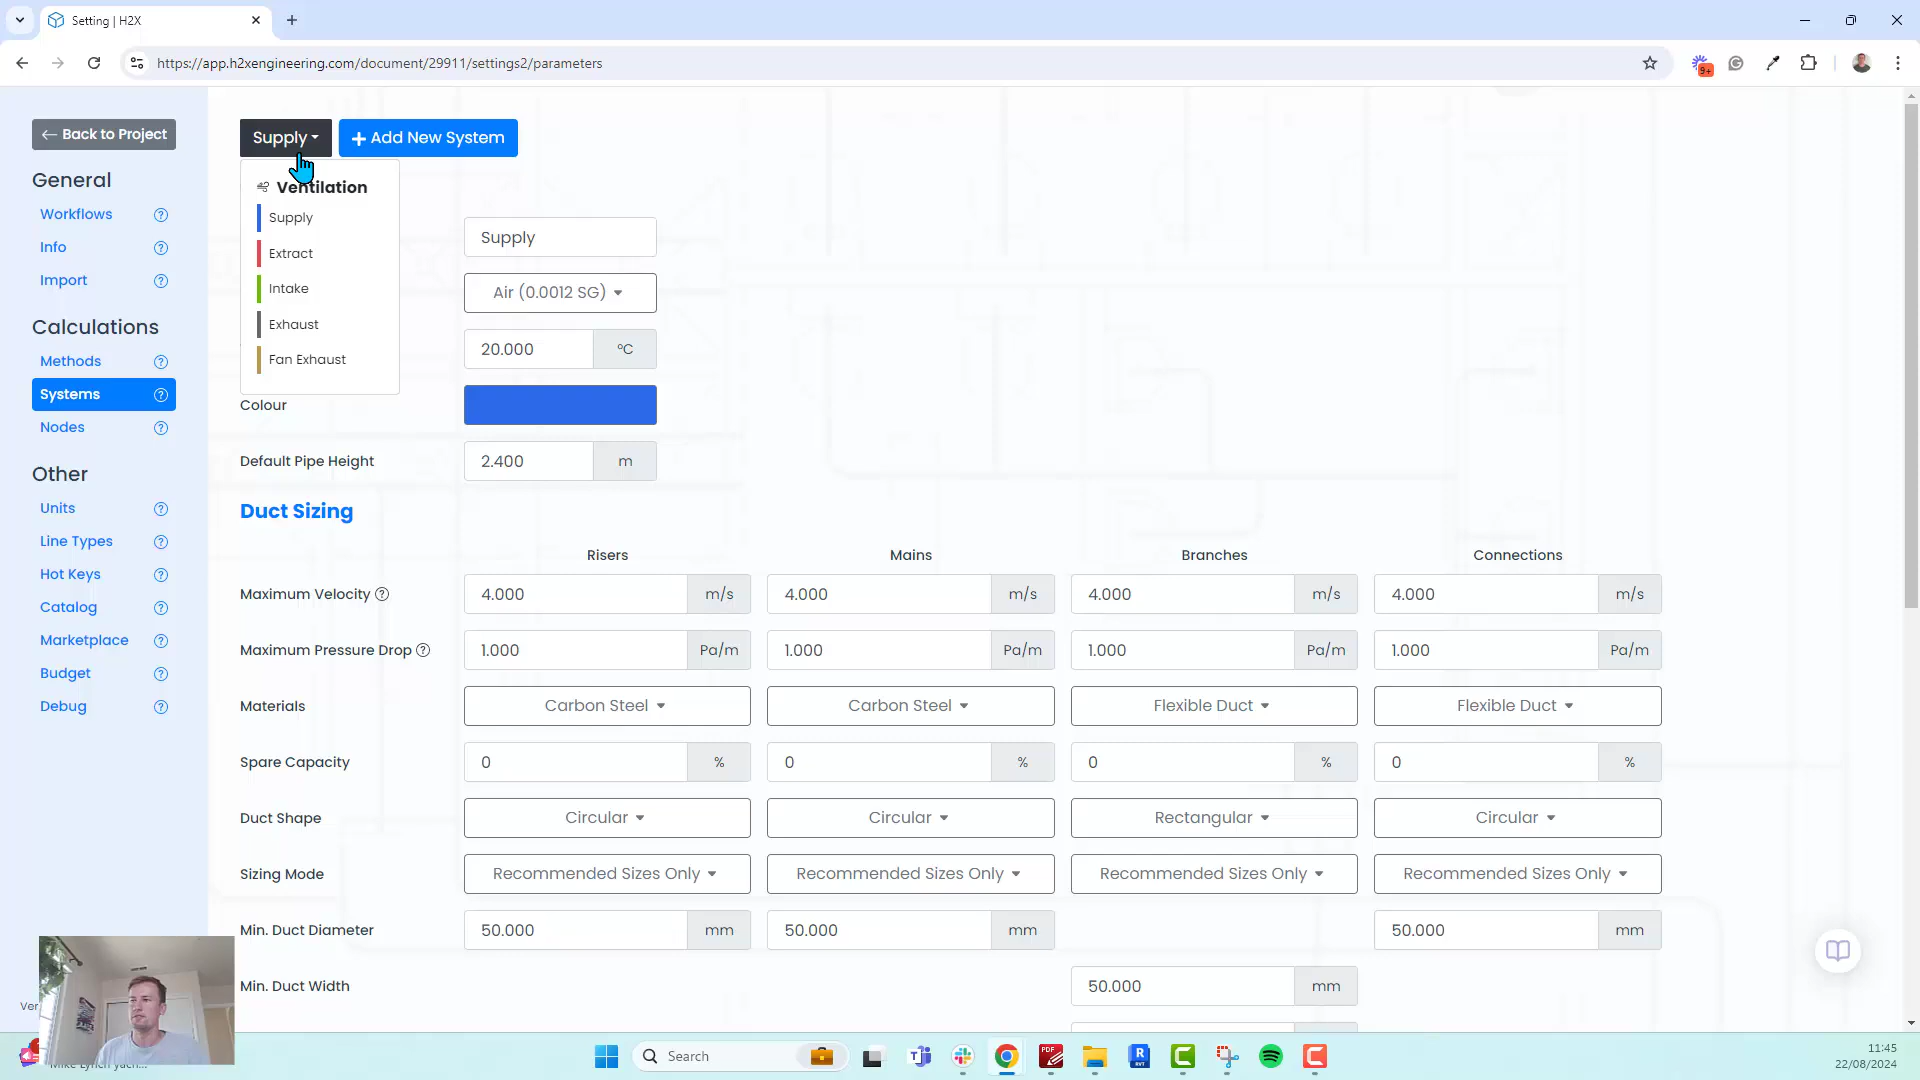 Setting | H2X
https://app.h2xengineering.com/document/29911/settings2/parameters
9+
Back to Project
General
Workflows
Info
Import
Calculations
Methods
Systems
Nodes
Other
Units
Line Types
Hot Keys
Catalog
Marketplace
Budget
Debug
Ver
Supply
+ Add New System
Ventilation
Supply
Extract
Intake
Exhaust
Fan Exhaust
Supply
Air (0.0012 SG)
20.000 °C
Colour
Default Pipe Height 2.400 m
Duct Sizing
Risers Mains Branches Connections
Maximum Velocity 4.000 m/s 4.000 m/s 4.000 m/s 4.000 m/s
Maximum Pressure Drop 1.000 Pa/m 1.000 Pa/m 1.000 Pa/m 1.000 Pa/m
Materials Carbon Steel Carbon Steel Flexible Duct Flexible Duct
Spare Capacity 0 % 0 % 0 % 0 %
Duct Shape Circular Circular Rectangular Circular
Sizing Mode Recommended Sizes Only Recommended Sizes Only Recommended Sizes Only Recommended Sizes Only
Min. Duct Diameter 50.000 mm 50.000 mm 50.000 mm
Min. Duct Width 50.000 mm
Search
PDF
R
RVT
11:45
22/08/2024